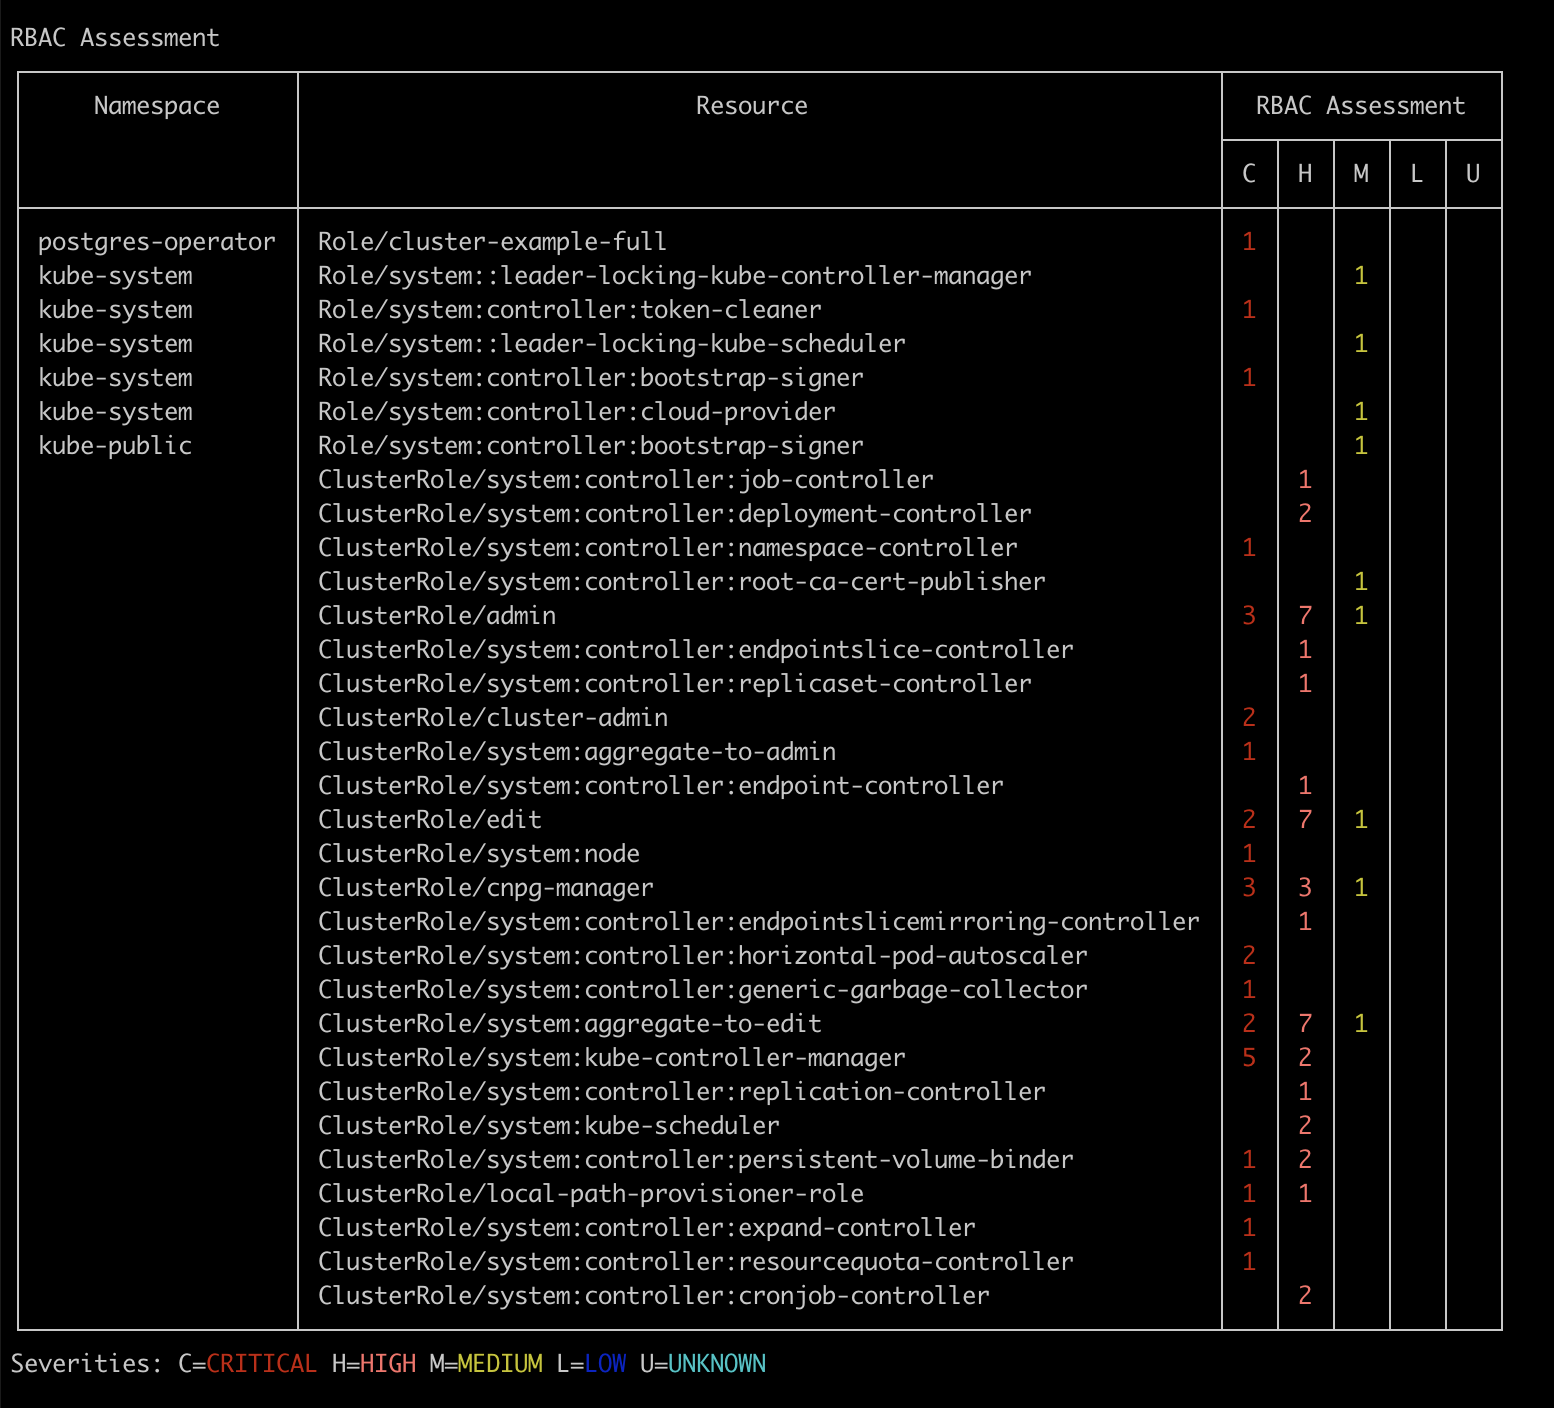 RBAC Assessment
Namespace Resource RBAC Assessment
C H M L U
postgres-operator Role/cluster-example-full 1
kube-system Role/system::leader-locking-kube-controller-manager 1
kube-system Role/system:controller:token-cleaner 1
kube-system Role/system::leader-locking-kube-scheduler 1
kube-system Role/system:controller:bootstrap-signer 1
kube-system Role/system:controller:cloud-provider 1
kube-public Role/system:controller:bootstrap-signer 1
ClusterRole/system:controller:job-controller 1
ClusterRole/system:controller:deployment-controller 2
ClusterRole/system:controller:namespace-controller 1
ClusterRole/system:controller:root-ca-cert-publisher 1
ClusterRole/admin 3 7 1
ClusterRole/system:controller:endpointslice-controller 1
ClusterRole/system:controller:replicaset-controller 1
ClusterRole/cluster-admin 2
ClusterRole/system:aggregate-to-admin 1
ClusterRole/system:controller:endpoint-controller 1
ClusterRole/edit 2 7 1
ClusterRole/system:node 1
ClusterRole/cnpg-manager 3 3 1
ClusterRole/system:controller:endpointslicemirroring-controller 1
ClusterRole/system:controller:horizontal-pod-autoscaler 2
ClusterRole/system:controller:generic-garbage-collector 1
ClusterRole/system:aggregate-to-edit 2 7 1
ClusterRole/system:kube-controller-manager 5 2
ClusterRole/system:controller:replication-controller 1
ClusterRole/system:kube-scheduler 2
ClusterRole/system:controller:persistent-volume-binder 1 2
ClusterRole/local-path-provisioner-role 1 1
ClusterRole/system:controller:expand-controller 1
ClusterRole/system:controller:resourcequota-controller 1
ClusterRole/system:controller:cronjob-controller 2
Severities: C=CRITICAL H=HIGH M=MEDIUM L=LOW U=UNKNOWN